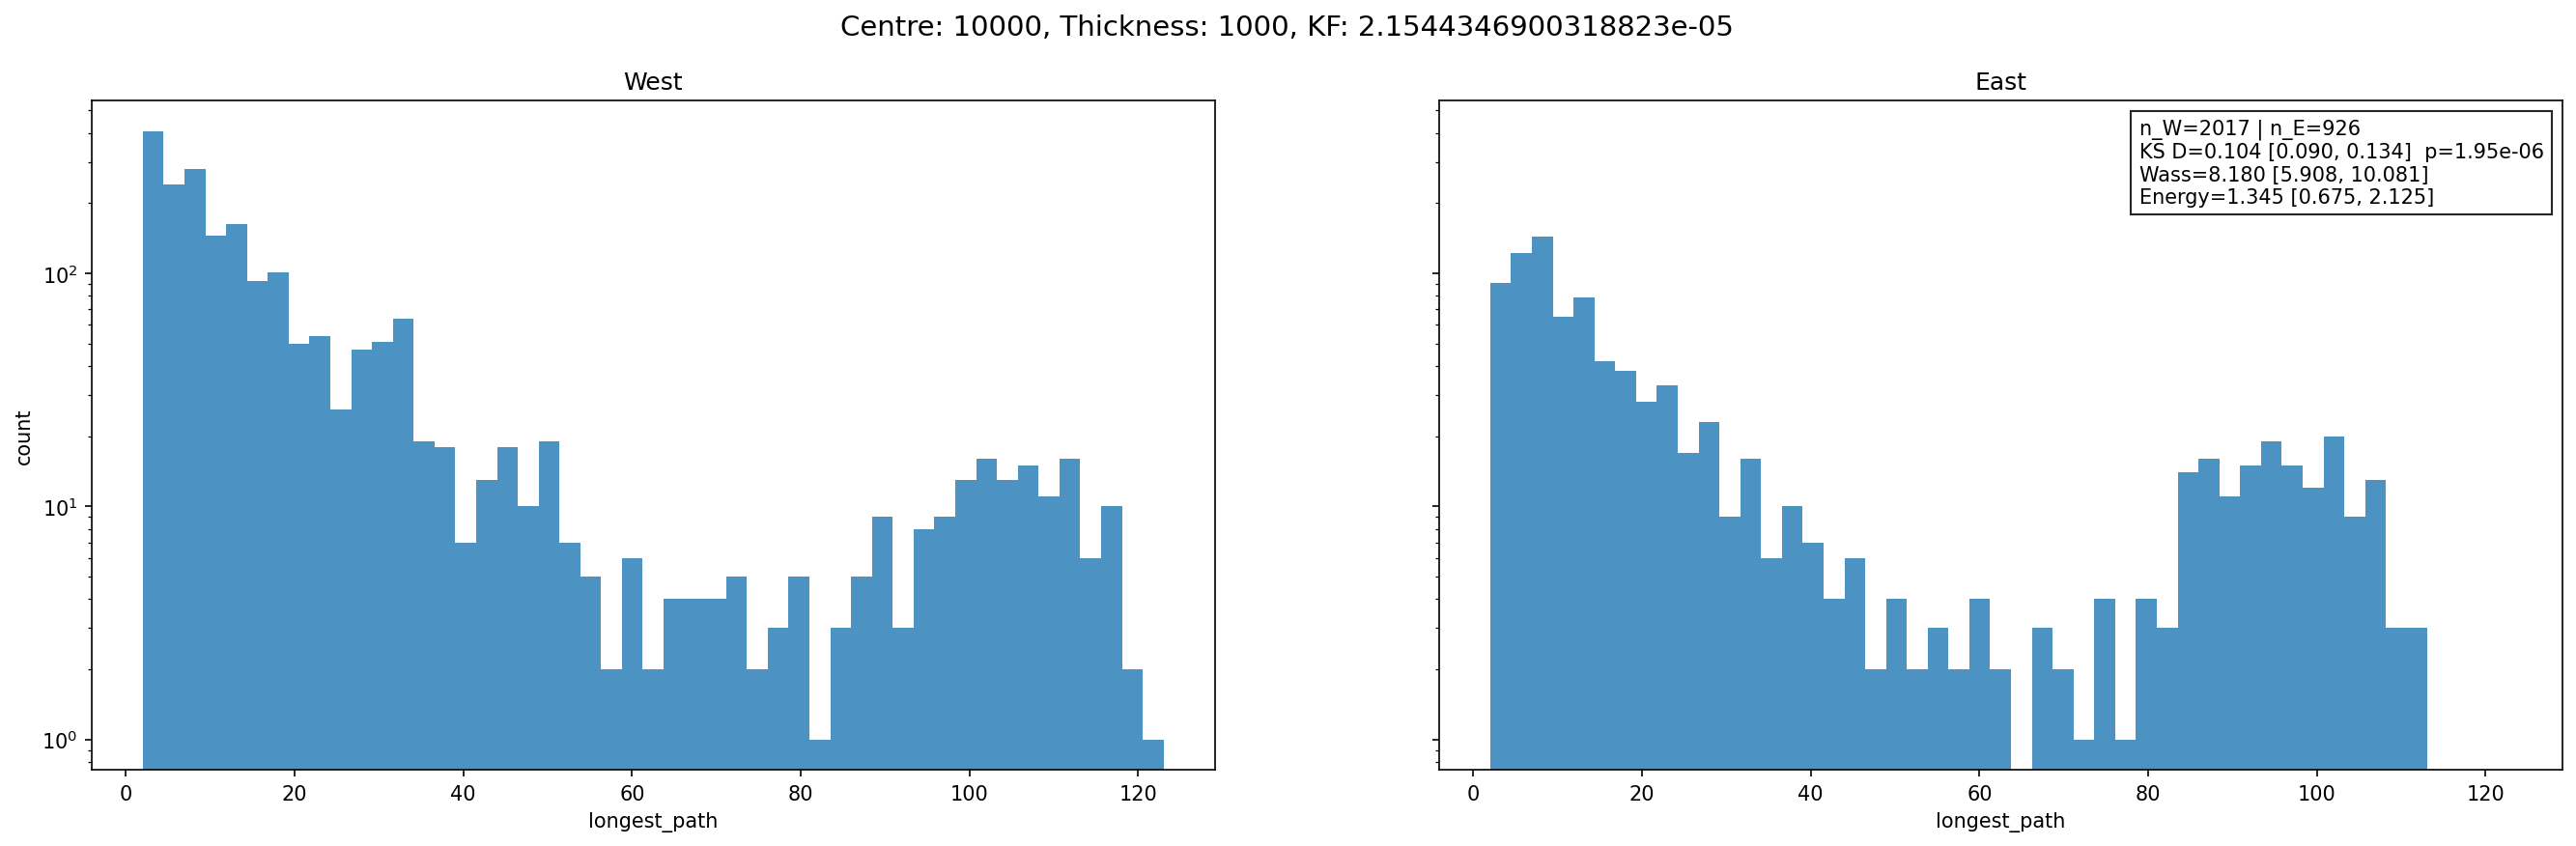 Centre: 10000, Thickness: 1000, KF: 2.1544346900318823e-05
West
count
10²
10¹
10⁰
0 20 40 60 80 100 120
longest_path
East
n_W=2017 | n_E=926
KS D=0.104 [0.090, 0.134]  p=1.95e-06
Wass=8.180 [5.908, 10.081]
Energy=1.345 [0.675, 2.125]
0 20 40 60 80 100 120
longest_path